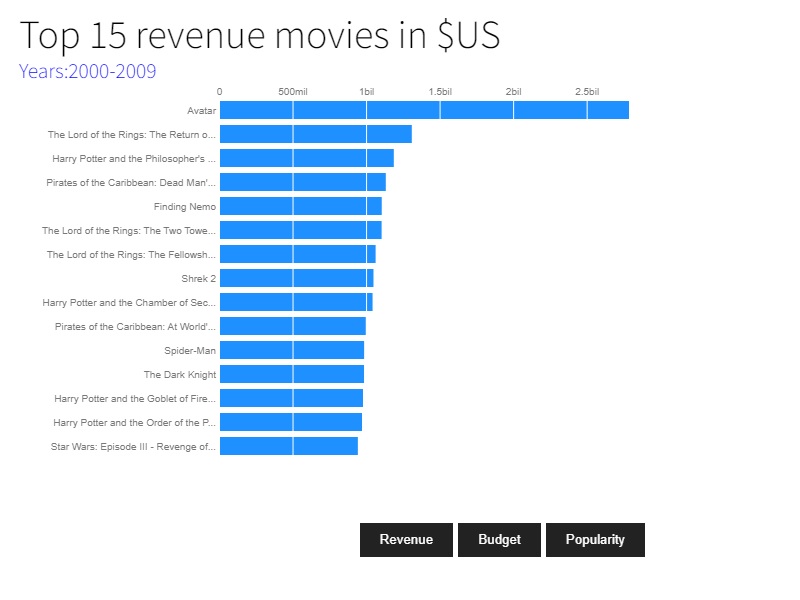 Top 15 revenue movies in $US
Years:2000-2009
0 500mil 1bil 1.5bil 2bil 2.5bil
Avatar
The Lord of the Rings: The Return o...
Harry Potter and the Philosopher's ...
Pirates of the Caribbean: Dead Man'...
Finding Nemo
The Lord of the Rings: The Two Towe...
The Lord of the Rings: The Fellowsh...
Shrek 2
Harry Potter and the Chamber of Sec...
Pirates of the Caribbean: At World'...
Spider-Man
The Dark Knight
Harry Potter and the Goblet of Fire...
Harry Potter and the Order of the P...
Star Wars: Episode III - Revenge of...
Revenue Budget Popularity